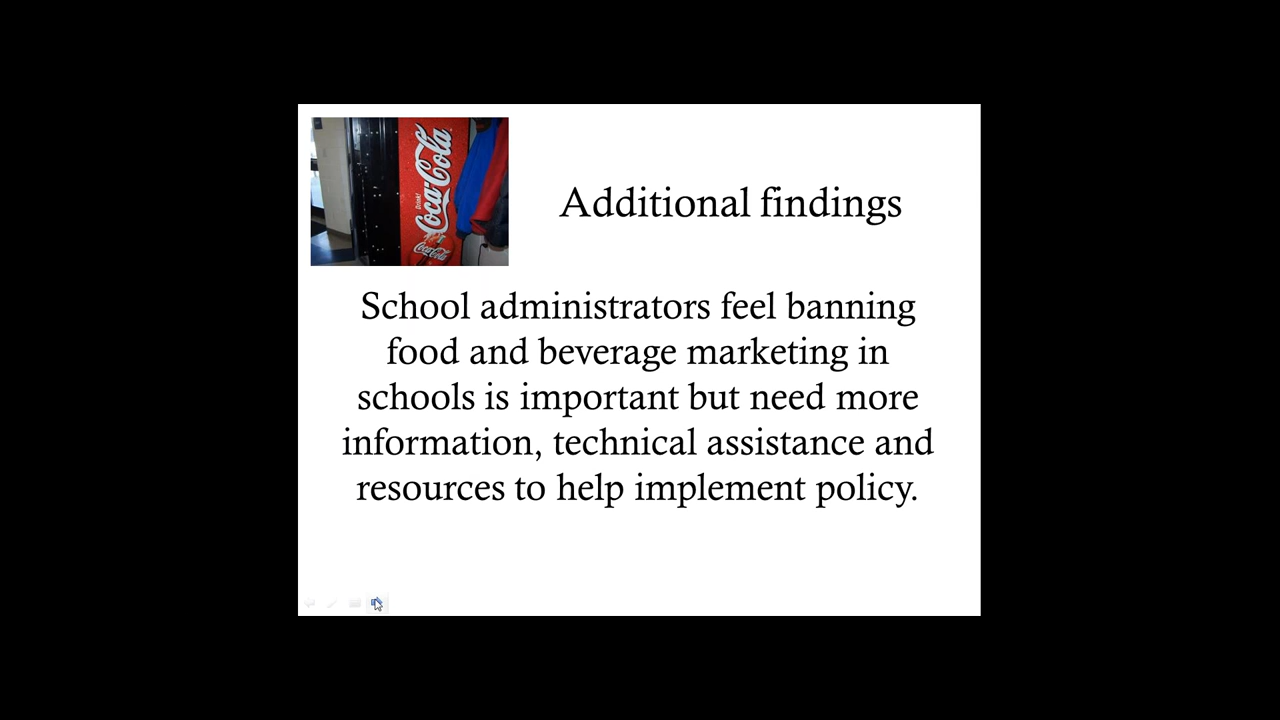 Drink!
Coca-Cola
Coca-Cola
Additional findings
School administrators feel banning
food and beverage marketing in
schools is important but need more
information, technical assistance and
resources to help implement policy.